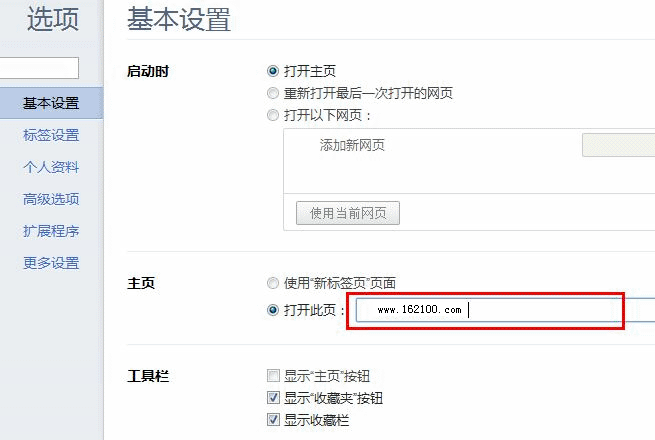 选项
基本设置
标签设置
个人资料
高级选项
扩展程序
更多设置
基本设置
启动时
打开主页
重新打开最后一次打开的网页
打开以下网页：
添加新网页
使用当前网页
主页
使用“新标签页”页面
打开此页：
www.162100.com
工具栏
显示“主页”按钮
显示“收藏夹”按钮
显示收藏栏